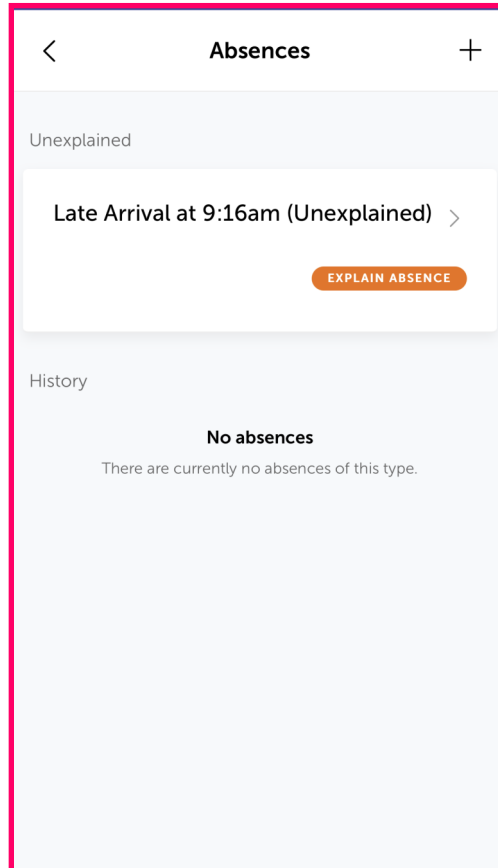 Absences
Unexplained
Late Arrival at 9:16am (Unexplained)
EXPLAIN ABSENCE
History
No absences
There are currently no absences of this type.